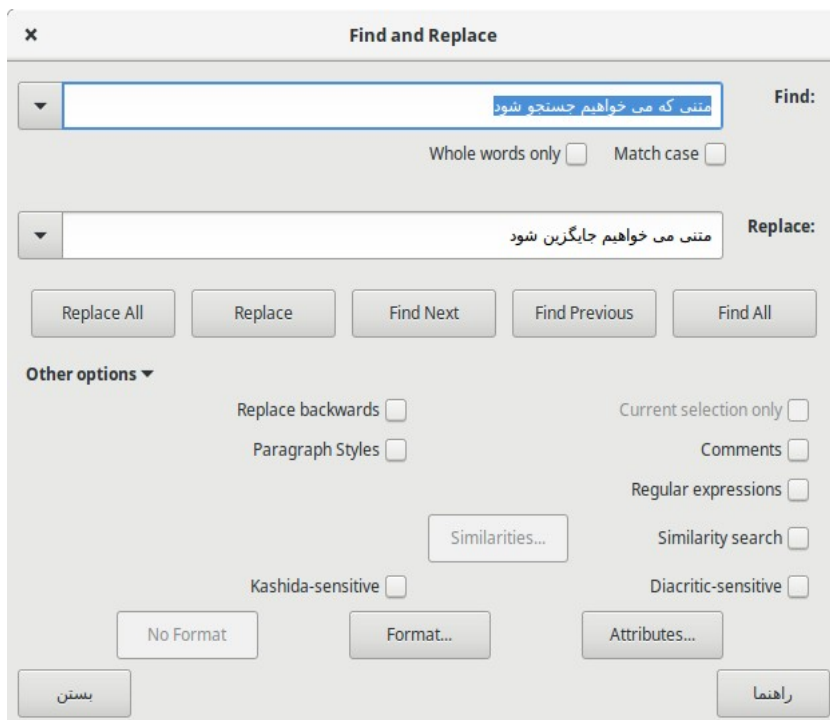 Find and Replace
Find:
متنی که می خواهیم جستجو شود
Match case
Whole words only
Replace:
متنی می خواهیم جایگزین شود
Find All
Find Previous
Find Next
Replace
Replace All
Other options
Current selection only
Replace backwards
Comments
Paragraph Styles
Regular expressions
Similarity search
Similarities...
Diacritic-sensitive
Kashida-sensitive
Attributes...
Format...
No Format
راهنما
بستن